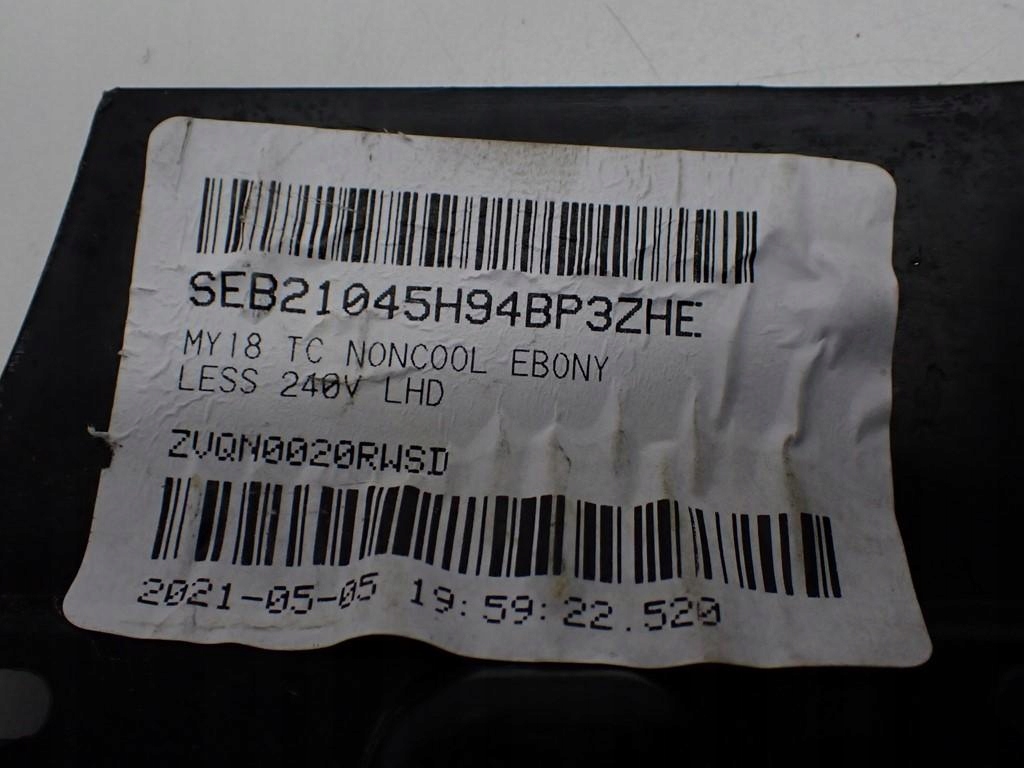 SEB21045H94BP3ZHE
MY18 TC NONCOOL EBONY
LESS 240V LHD
ZVQN0020RWSD
2021-05-05 19:59:22.520